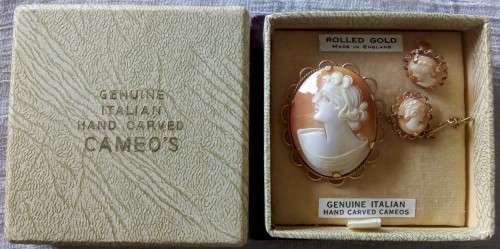 GENUINE
ITALIAN
HAND CARVED
CAMEO'S
ROLLED GOLD
MADE IN ENGLAND
GENUINE ITALIAN
HAND CARVED CAMEOS